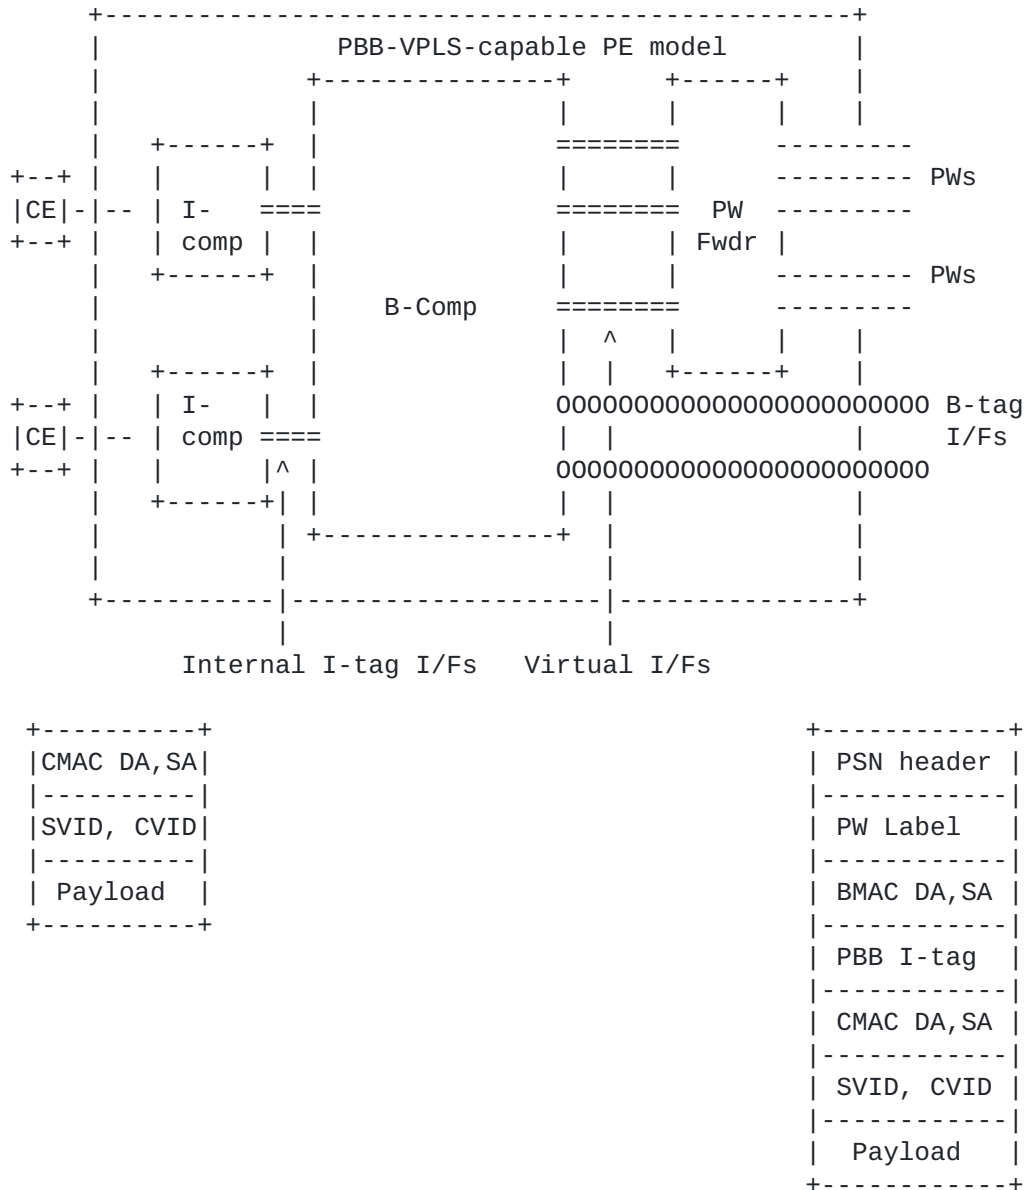 PBB-VPLS-capable PE model
PWs
CE I- PW
comp Fwdr
PWs
B-Comp
^
I- B-tag
CE comp I/Fs
^
Internal I-tag I/Fs Virtual I/Fs
CMAC DA,SA
SVID, CVID
Payload
PSN header
PW Label
BMAC DA,SA
PBB I-tag
CMAC DA,SA
SVID, CVID
Payload